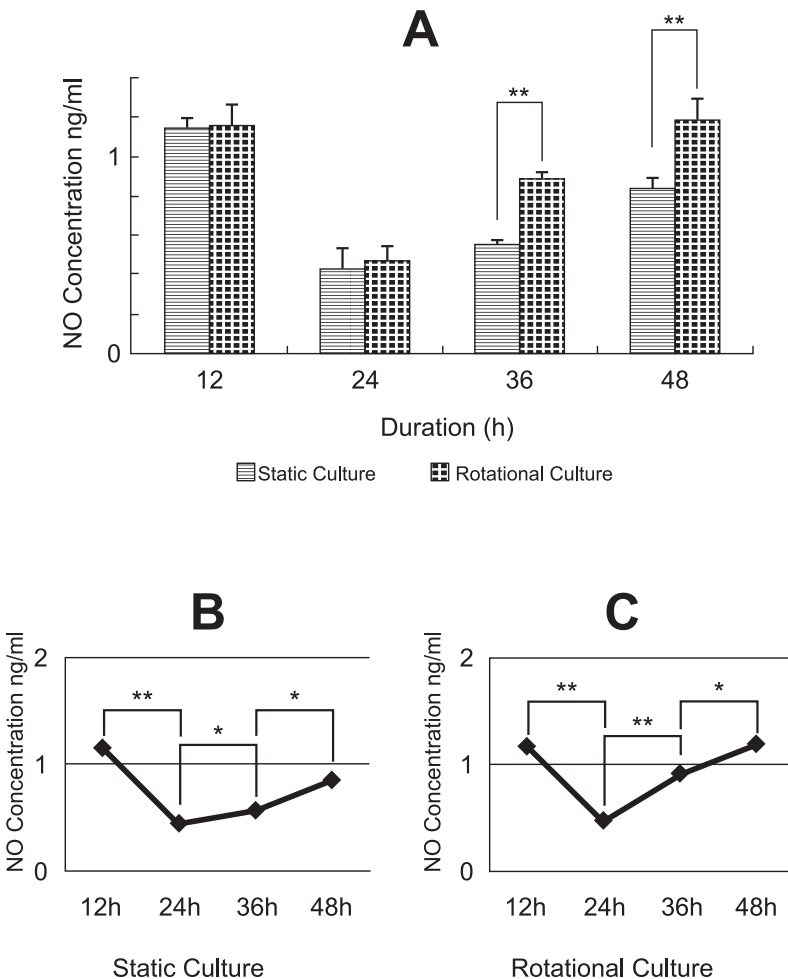 A
NO Concentration ng/ml
**
**
1
0
12 24 36 48
Duration (h)
Static Culture Rotational Culture
B
NO Concentration ng/ml
2
1
0
**
*
*
12h 24h 36h 48h
Static Culture
C
NO Concentration ng/ml
2
1
0
**
**
*
12h 24h 36h 48h
Rotational Culture